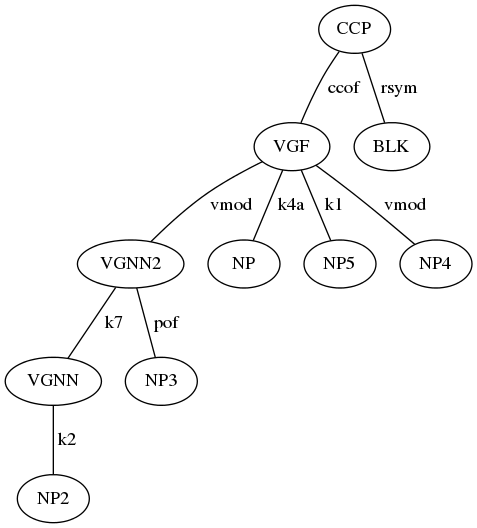 CCP
ccof
rsym
VGF
BLK
vmod
k4a
k1
vmod
VGNN2
NP
NP5
NP4
k7
pof
VGNN
NP3
k2
NP2